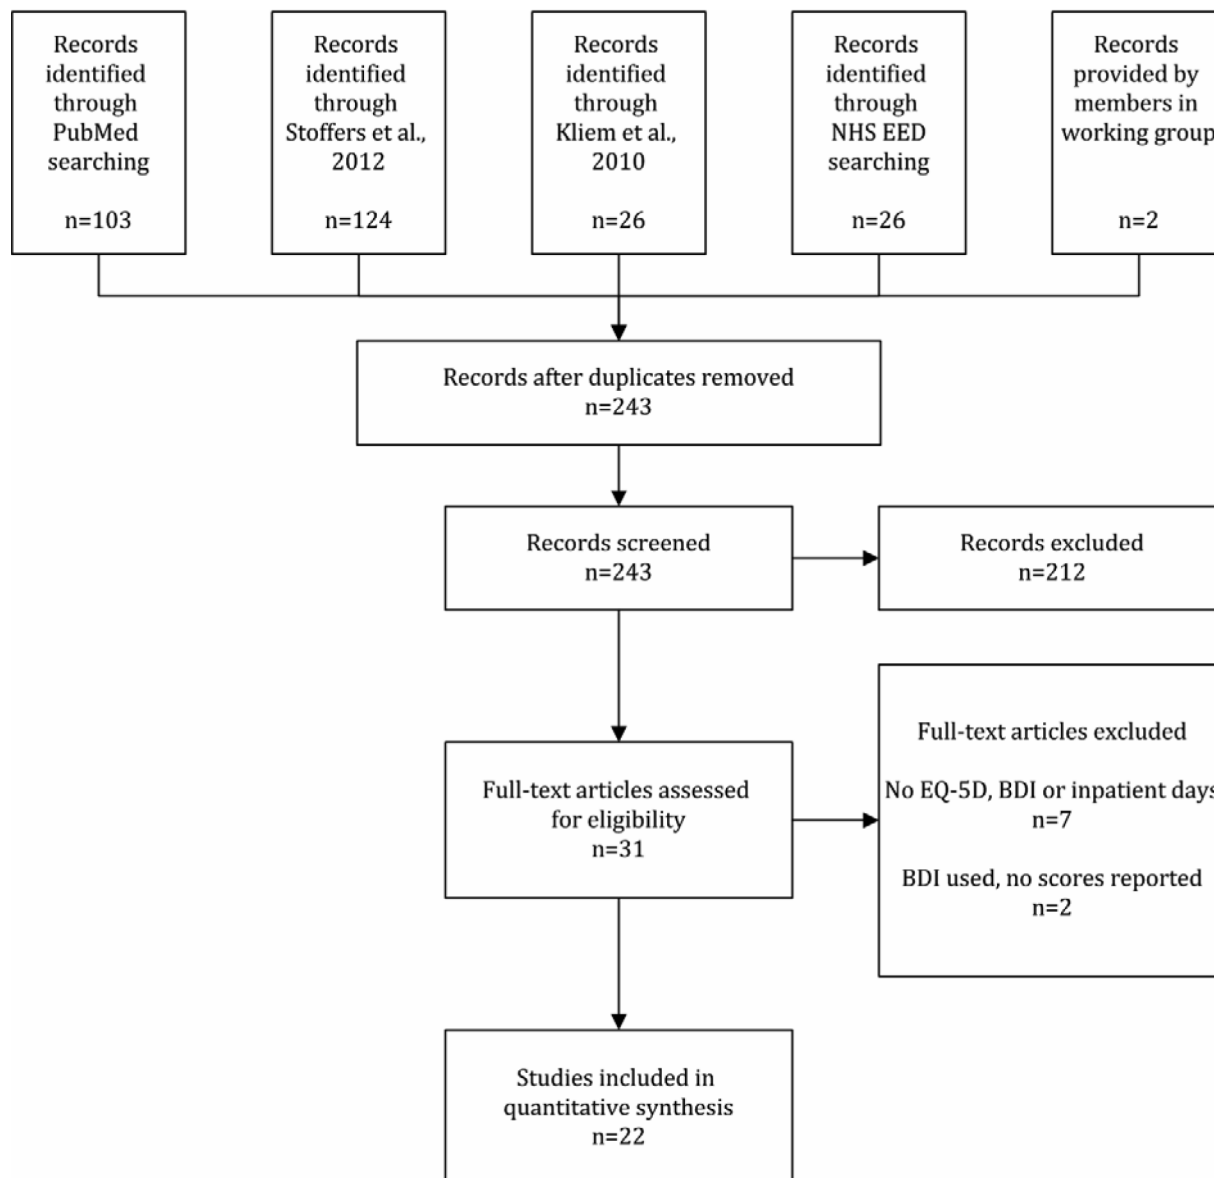 Records
identified
through
PubMed
searching
n=103
Records
identified
through
Stoffers et al.,
2012
n=124
Records
identified
through
Kliem et al.,
2010
n=26
Records
identified
through
NHS EED
searching
n=26
Records
provided by
members in
working group
n=2
Records after duplicates removed
n=243
Records screened
n=243
Records excluded
n=212
Full-text articles assessed
for eligibility
n=31
Full-text articles excluded
No EQ-5D, BDI or inpatient days
n=7
BDI used, no scores reported
n=2
Studies included in
quantitative synthesis
n=22